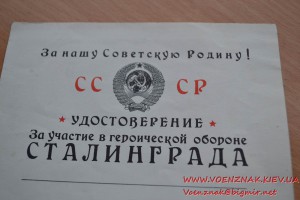 За нашу Советскую Родину!
СС СР
★ УДОСТОВЕРЕНИЕ ★
За участие в героической обороне
СТАЛИНГРАДА
WWW.VOENZNAK.KIEV.UA
Voenznak@bigmir.net